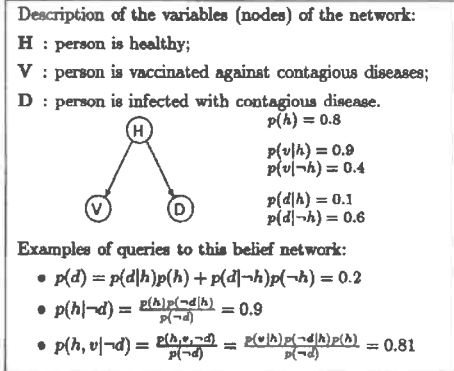 Description of the variables (nodes) of the network:
H : person is healthy;
V : person is vaccinated against contagious diseases;
D : person is infected with contagious disease.
H
V
D
p(h) = 0.8
p(v|h) = 0.9
p(v|¬h) = 0.4
p(d|h) = 0.1
p(d|¬h) = 0.6
Examples of queries to this belief network:
• p(d) = p(d|h)p(h) + p(d|¬h)p(¬h) = 0.2
• p(h|¬d) = p(h)p(¬d|h) / p(¬d) = 0.9
• p(h, v|¬d) = p(h,v,¬d) / p(¬d) = p(v|h)p(¬d|h)p(h) / p(¬d) = 0.81